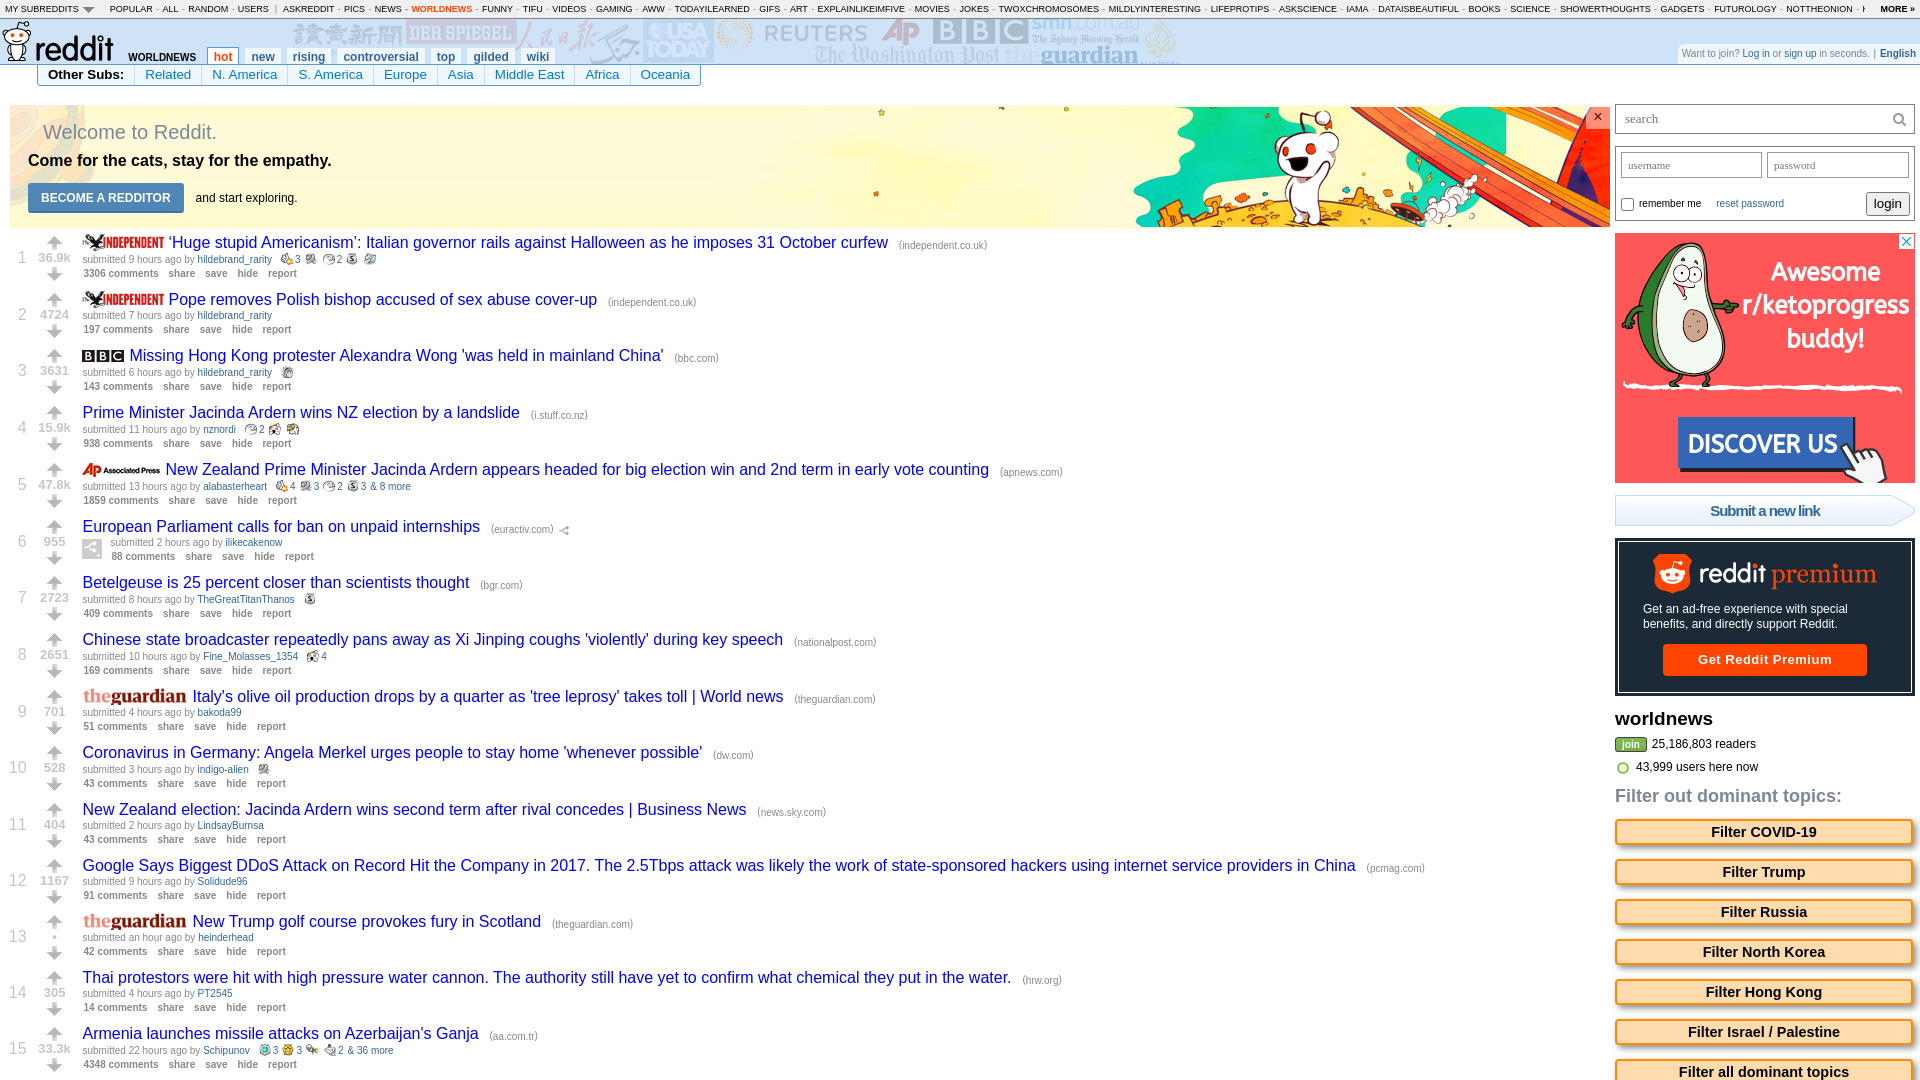 MY SUBREDDITS POPULAR - ALL - RANDOM - USERS | ASKREDDIT - PICS - NEWS - WORLDNEWS - FUNNY - TIFU - VIDEOS - GAMING - AWW - TODAYILEARNED - GIFS - ART - EXPLAINLIKEIMFIVE - MOVIES - JOKES - TWOXCHROMOSOMES - MILDLYINTERESTING - LIFEPROTIPS - ASKSCIENCE - IAMA - DATAISBEAUTIFUL - BOOKS - SCIENCE - SHOWERTHOUGHTS - GADGETS - FUTUROLOGY - NOTTHEONION - MORE »
DER SPIEGEL USA TODAY REUTERS AP BBC smh.com.au
The Sydney Morning Herald
The Washington Post theguardian
reddit WORLDNEWS hot new rising controversial top gilded wiki
Want to join? Log in or sign up in seconds. | English
Other Subs: Related N. America S. America Europe Asia Middle East Africa Oceania
Welcome to Reddit.
Come for the cats, stay for the empathy.
BECOME A REDDITOR and start exploring.
×
1 36.9k
INDEPENDENT ‘Huge stupid Americanism’: Italian governor rails against Halloween as he imposes 31 October curfew (independent.co.uk)
submitted 9 hours ago by hildebrand_rarity 3 2
3306 comments share save hide report
2 4724
INDEPENDENT Pope removes Polish bishop accused of sex abuse cover-up (independent.co.uk)
submitted 7 hours ago by hildebrand_rarity
197 comments share save hide report
3 3631
BBC Missing Hong Kong protester Alexandra Wong 'was held in mainland China' (bbc.com)
submitted 6 hours ago by hildebrand_rarity
143 comments share save hide report
4 15.9k
Prime Minister Jacinda Ardern wins NZ election by a landslide (i.stuff.co.nz)
submitted 11 hours ago by nznordi 2
938 comments share save hide report
5 47.8k
AP Associated Press New Zealand Prime Minister Jacinda Ardern appears headed for big election win and 2nd term in early vote counting (apnews.com)
submitted 13 hours ago by alabasterheart 4 3 2 3 & 8 more
1859 comments share save hide report
6 955
European Parliament calls for ban on unpaid internships (euractiv.com)
submitted 2 hours ago by ilikecakenow
88 comments share save hide report
7 2723
Betelgeuse is 25 percent closer than scientists thought (bgr.com)
submitted 8 hours ago by TheGreatTitanThanos
409 comments share save hide report
8 2651
Chinese state broadcaster repeatedly pans away as Xi Jinping coughs 'violently' during key speech (nationalpost.com)
submitted 10 hours ago by Fine_Molasses_1354 4
169 comments share save hide report
9 701
theguardian Italy's olive oil production drops by a quarter as 'tree leprosy' takes toll | World news (theguardian.com)
submitted 4 hours ago by bakoda99
51 comments share save hide report
10 528
Coronavirus in Germany: Angela Merkel urges people to stay home 'whenever possible' (dw.com)
submitted 3 hours ago by indigo-alien
43 comments share save hide report
11 404
New Zealand election: Jacinda Ardern wins second term after rival concedes | Business News (news.sky.com)
submitted 2 hours ago by LindsayBurnsa
43 comments share save hide report
12 1167
Google Says Biggest DDoS Attack on Record Hit the Company in 2017. The 2.5Tbps attack was likely the work of state-sponsored hackers using internet service providers in China (pcmag.com)
submitted 9 hours ago by Solidude96
91 comments share save hide report
13 •
theguardian New Trump golf course provokes fury in Scotland (theguardian.com)
submitted an hour ago by heinderhead
42 comments share save hide report
14 305
Thai protestors were hit with high pressure water cannon. The authority still have yet to confirm what chemical they put in the water. (hrw.org)
submitted 4 hours ago by PT2545
14 comments share save hide report
15 33.3k
Armenia launches missile attacks on Azerbaijan's Ganja (aa.com.tr)
submitted 22 hours ago by Schipunov 3 3 2 & 36 more
4348 comments share save hide report
search
username password
remember me reset password login
Awesome
r/ketoprogress
buddy!
DISCOVER US
Submit a new link
reddit premium
Get an ad-free experience with special
benefits, and directly support Reddit.
Get Reddit Premium
worldnews
join 25,186,803 readers
43,999 users here now
Filter out dominant topics:
Filter COVID-19
Filter Trump
Filter Russia
Filter North Korea
Filter Hong Kong
Filter Israel / Palestine
Filter all dominant topics